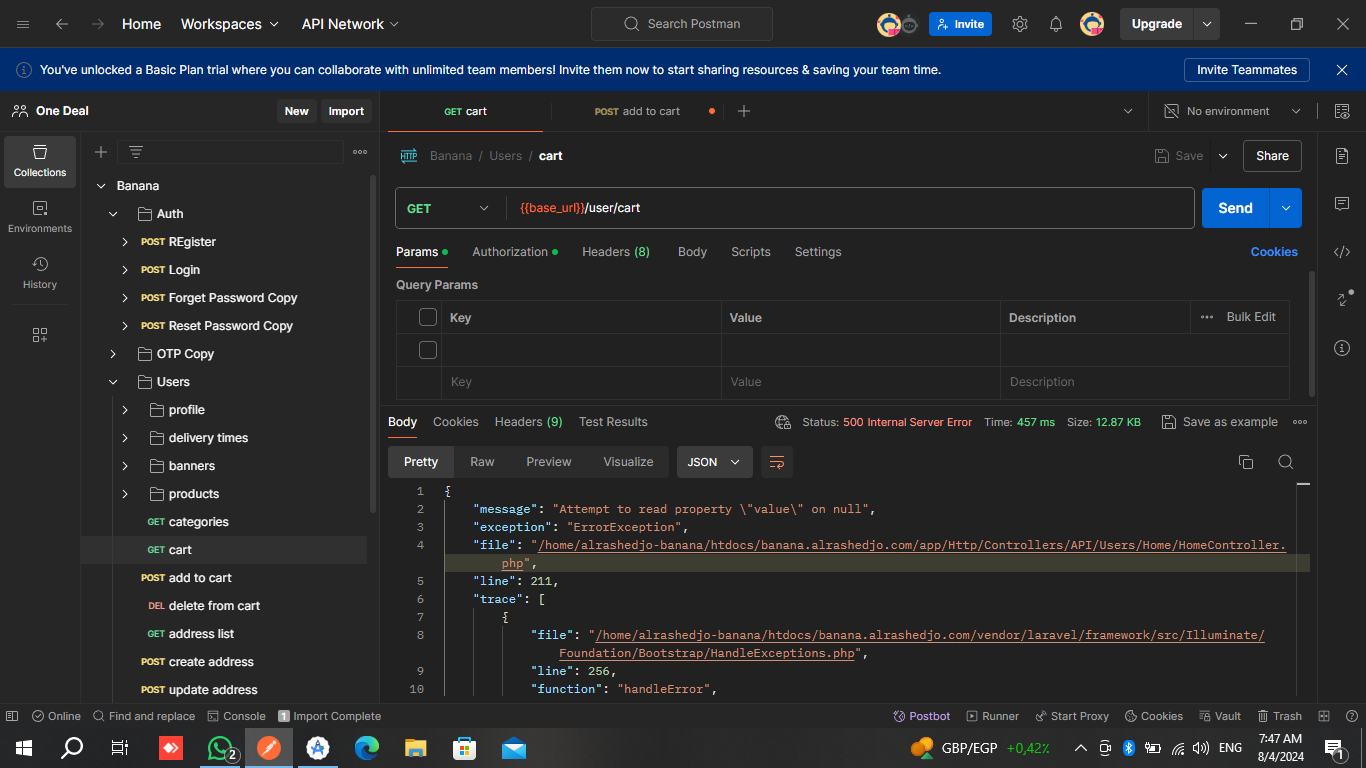 Home Workspaces API Network Search Postman Invite Upgrade
You've unlocked a Basic Plan trial where you can collaborate with unlimited team members! Invite them now to start sharing resources & saving your team time. Invite Teammates
One Deal New Import GET cart POST add to cart No environment
Collections
Environments
History
Banana
Auth
POST REgister
POST Login
POST Forget Password Copy
POST Reset Password Copy
OTP Copy
Users
profile
delivery times
banners
products
GET categories
GET cart
POST add to cart
DEL delete from cart
GET address list
POST create address
POST update address
HTTP Banana / Users / cart Save Share
GET {{base_url}}/user/cart Send
Params Authorization Headers (8) Body Scripts Settings Cookies
Query Params
Key Value Description Bulk Edit
Key Value Description
Body Cookies Headers (9) Test Results Status: 500 Internal Server Error Time: 457 ms Size: 12.87 KB Save as example
Pretty Raw Preview Visualize JSON
1 {
2 "message": "Attempt to read property \"value\" on null",
3 "exception": "ErrorException",
4 "file": "/home/alrashedjo-banana/htdocs/banana.alrashedjo.com/app/Http/Controllers/API/Users/Home/HomeController.
php",
5 "line": 211,
6 "trace": [
7 {
8 "file": "/home/alrashedjo-banana/htdocs/banana.alrashedjo.com/vendor/laravel/framework/src/Illuminate/
Foundation/Bootstrap/HandleExceptions.php",
9 "line": 256,
10 "function": "handleError",
Online Find and replace Console 1 Import Complete Postbot Runner Start Proxy Cookies Vault Trash
2 GBP/EGP +0,42% ENG 7:47 AM
8/4/2024 1